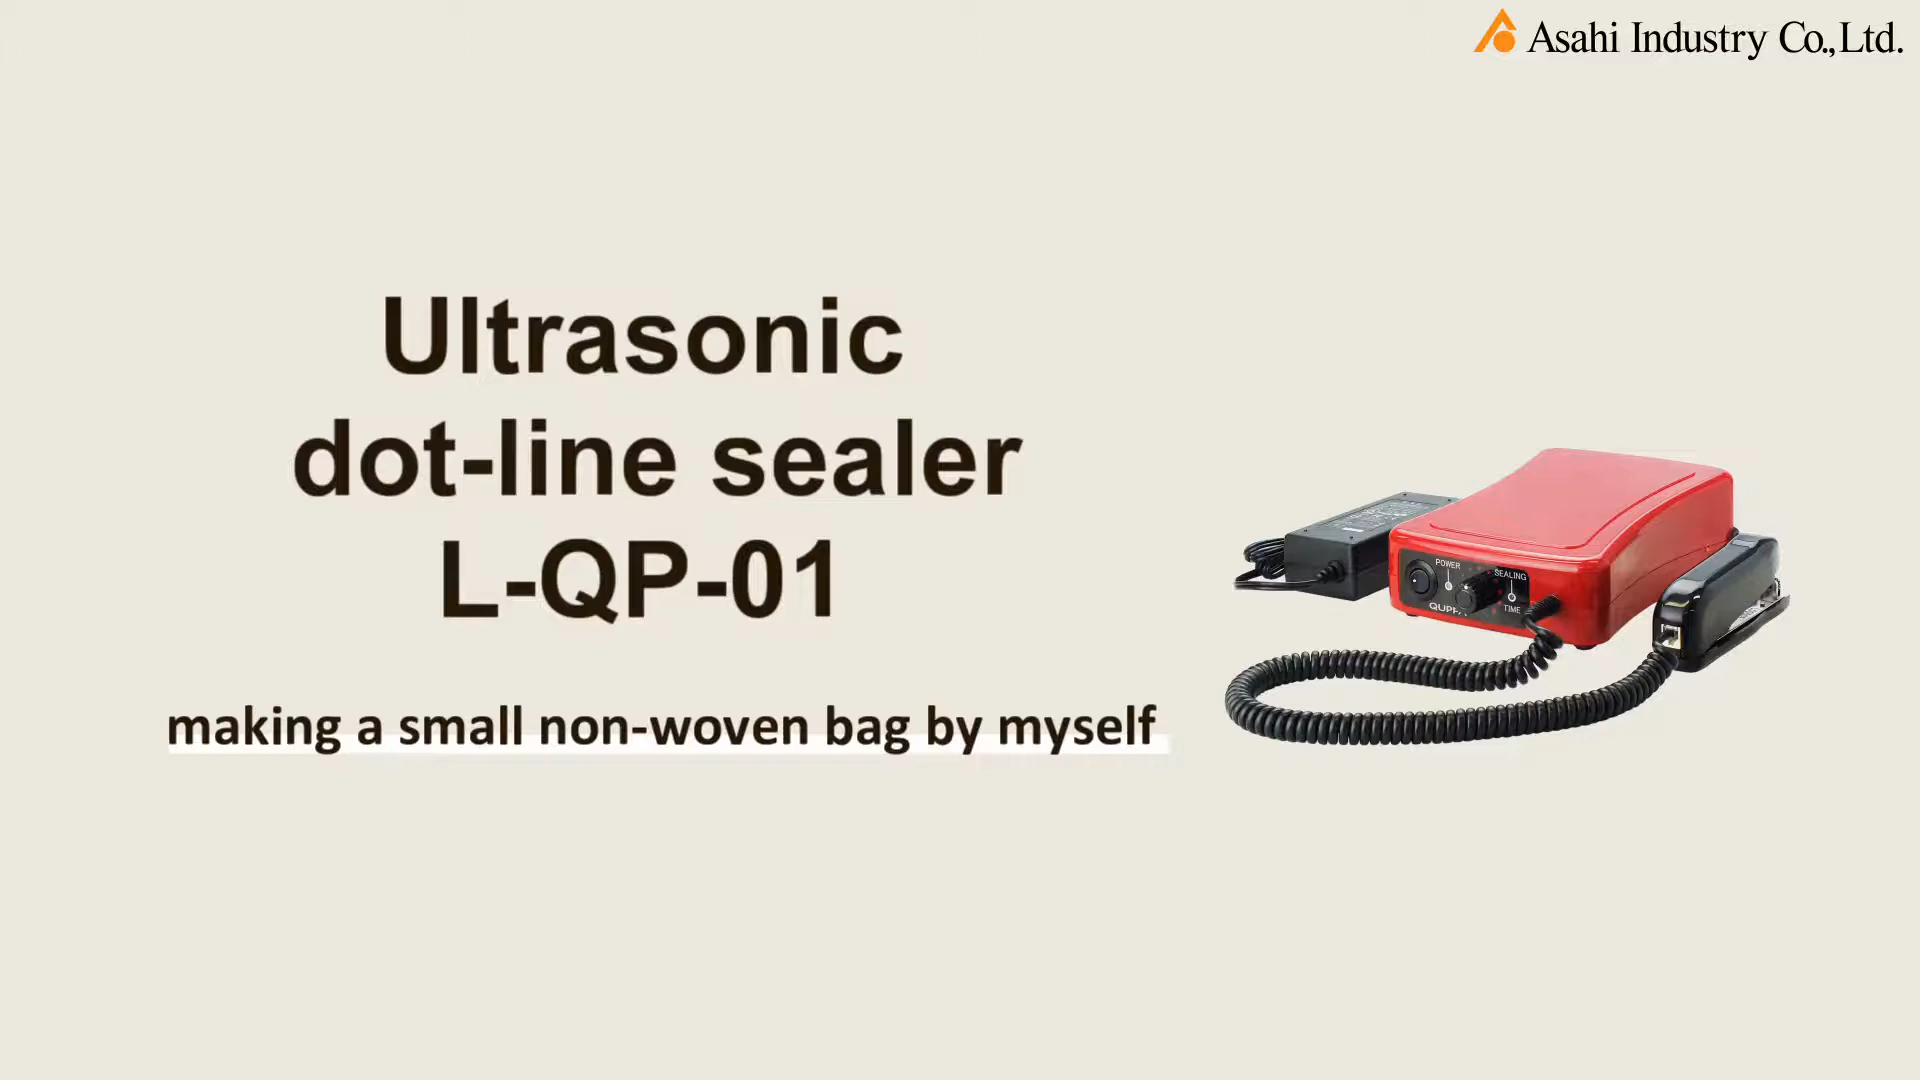 Asahi Industry Co.,Ltd.
Ultrasonic
dot-line sealer
L-QP-01
making a small non-woven bag by myself
POWER
SEALING
TIME